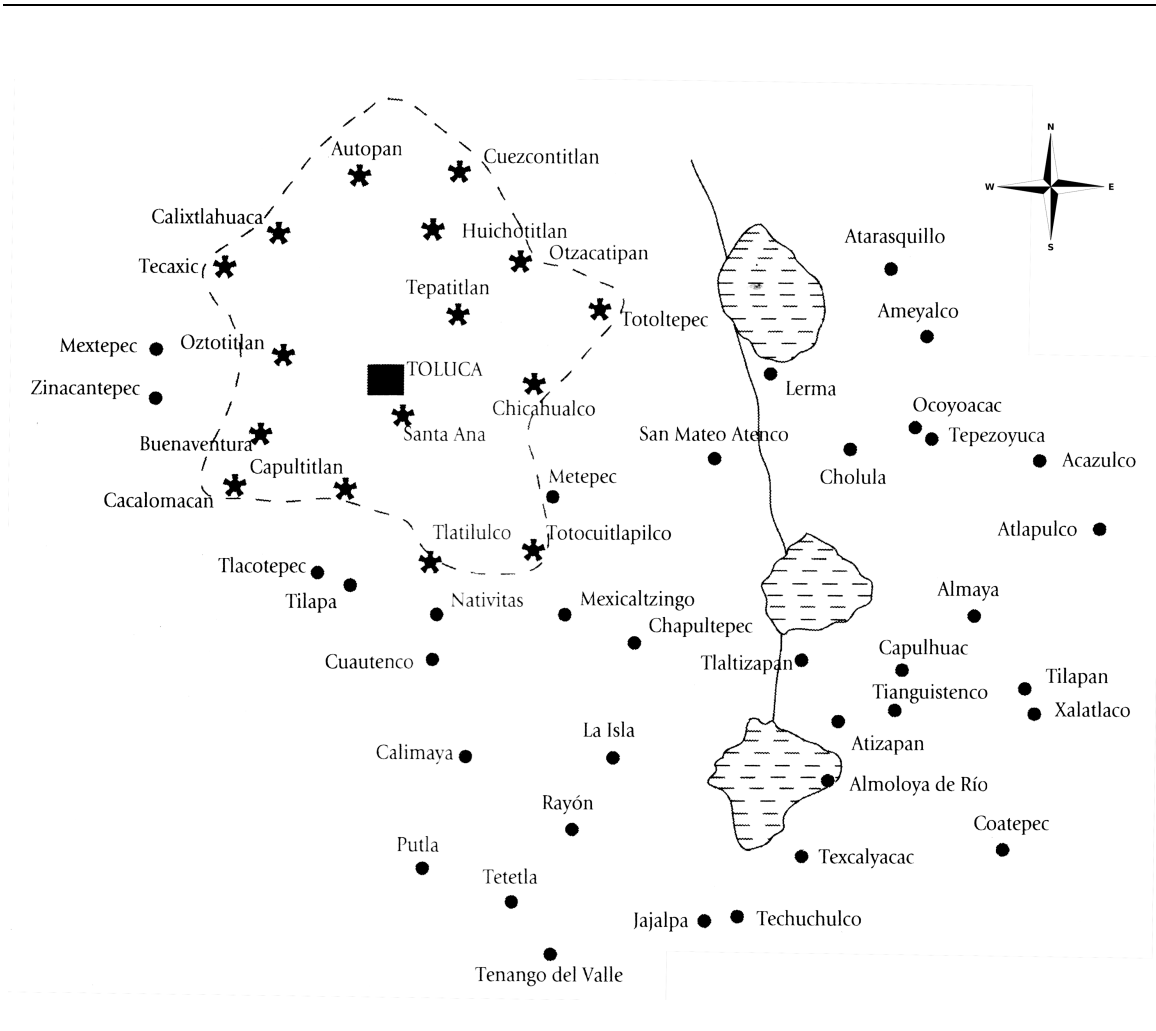 N
Autopan
Cuezcontitlan
W
E
Calixtlahuaca
Huichotitlan
Atarasquillo
S
Otzacatipan
Tecaxic
Tepatitlan
Ameyalco
Totoltepec
Mextepec
Oztotitlan
TOLUCA
Zinacantepec
Lerma
Chicahualco
Ocoyoacac
Santa Ana
San Mateo Atenco
Tepezoyuca
Buenaventura
Acazulco
Capultitlan
Metepec
Cholula
Cacalomacan
Tlatilulco
Totocuitlapilco
Atlapulco
Tlacotepec
Tilapa
Nativitas
Mexicaltzingo
Almaya
Chapultepec
Cuautenco
Tlaltizapan
Capulhuac
Tilapan
Tianguistenco
Xalatlaco
La Isla
Calimaya
Atizapan
Almoloya de Río
Rayón
Coatepec
Putla
Texcalyacac
Tetetla
Jajalpa
Techuchulco
Tenango del Valle